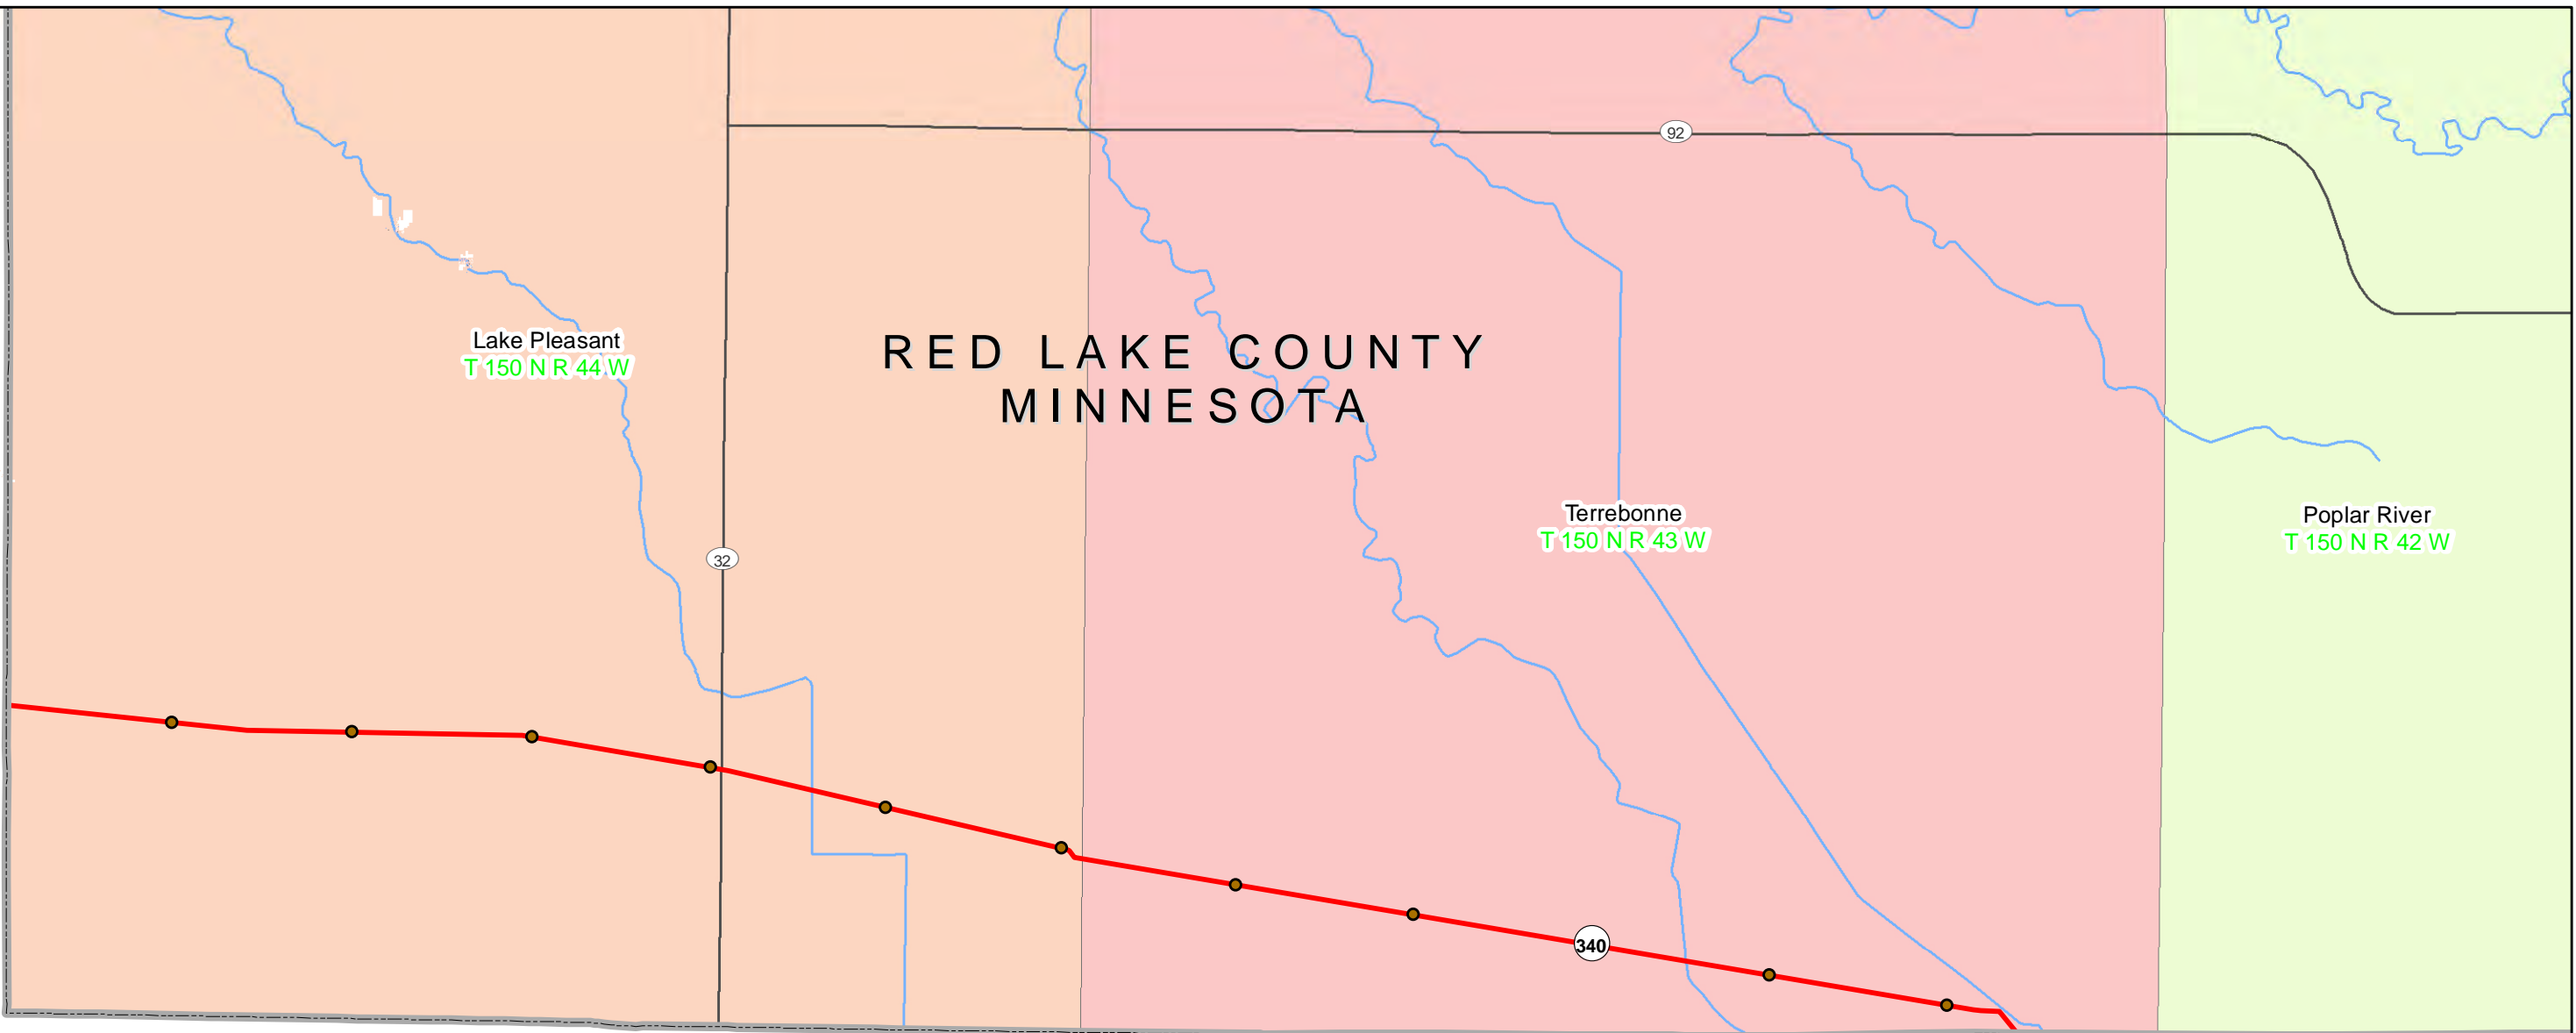 92
Lake Pleasant
T 150 N R 44 W
RED LAKE COUNTY
MINNESOTA
32
Terrebonne
T 150 N R 43 W
Poplar River
T 150 N R 42 W
340